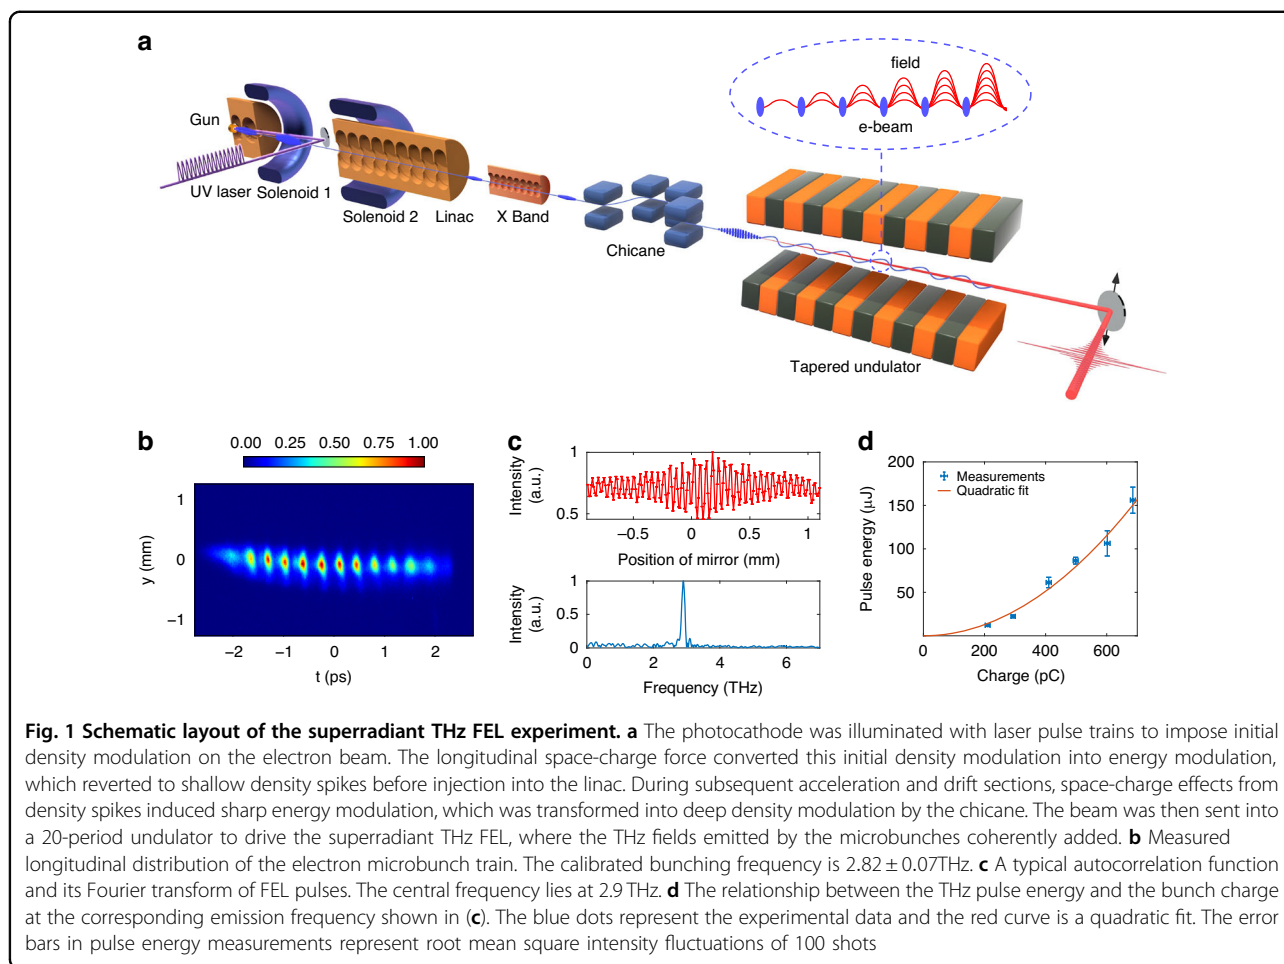 a
field
e-beam
Gun
UV laser
Solenoid 1
Solenoid 2
Linac
X Band
Chicane
Tapered undulator
b
0.00 0.25 0.50 0.75 1.00
y (mm)
1
0
−1
−2 −1 0 1 2
t (ps)
c
Intensity
(a.u.)
1
0.5
−0.5 0 0.5 1
Position of mirror (mm)
Intensity
(a.u.)
1
0.5
0
0 2 4 6
Frequency (THz)
d
Pulse energy (μJ)
200
150
100
50
Measurements
Quadratic fit
0 200 400 600
Charge (pC)
Fig. 1 Schematic layout of the superradiant THz FEL experiment. a The photocathode was illuminated with laser pulse trains to impose initial
density modulation on the electron beam. The longitudinal space-charge force converted this initial density modulation into energy modulation,
which reverted to shallow density spikes before injection into the linac. During subsequent acceleration and drift sections, space-charge effects from
density spikes induced sharp energy modulation, which was transformed into deep density modulation by the chicane. The beam was then sent into
a 20-period undulator to drive the superradiant THz FEL, where the THz fields emitted by the microbunches coherently added. b Measured
longitudinal distribution of the electron microbunch train. The calibrated bunching frequency is 2.82 ± 0.07THz. c A typical autocorrelation function
and its Fourier transform of FEL pulses. The central frequency lies at 2.9 THz. d The relationship between the THz pulse energy and the bunch charge
at the corresponding emission frequency shown in (c). The blue dots represent the experimental data and the red curve is a quadratic fit. The error
bars in pulse energy measurements represent root mean square intensity fluctuations of 100 shots